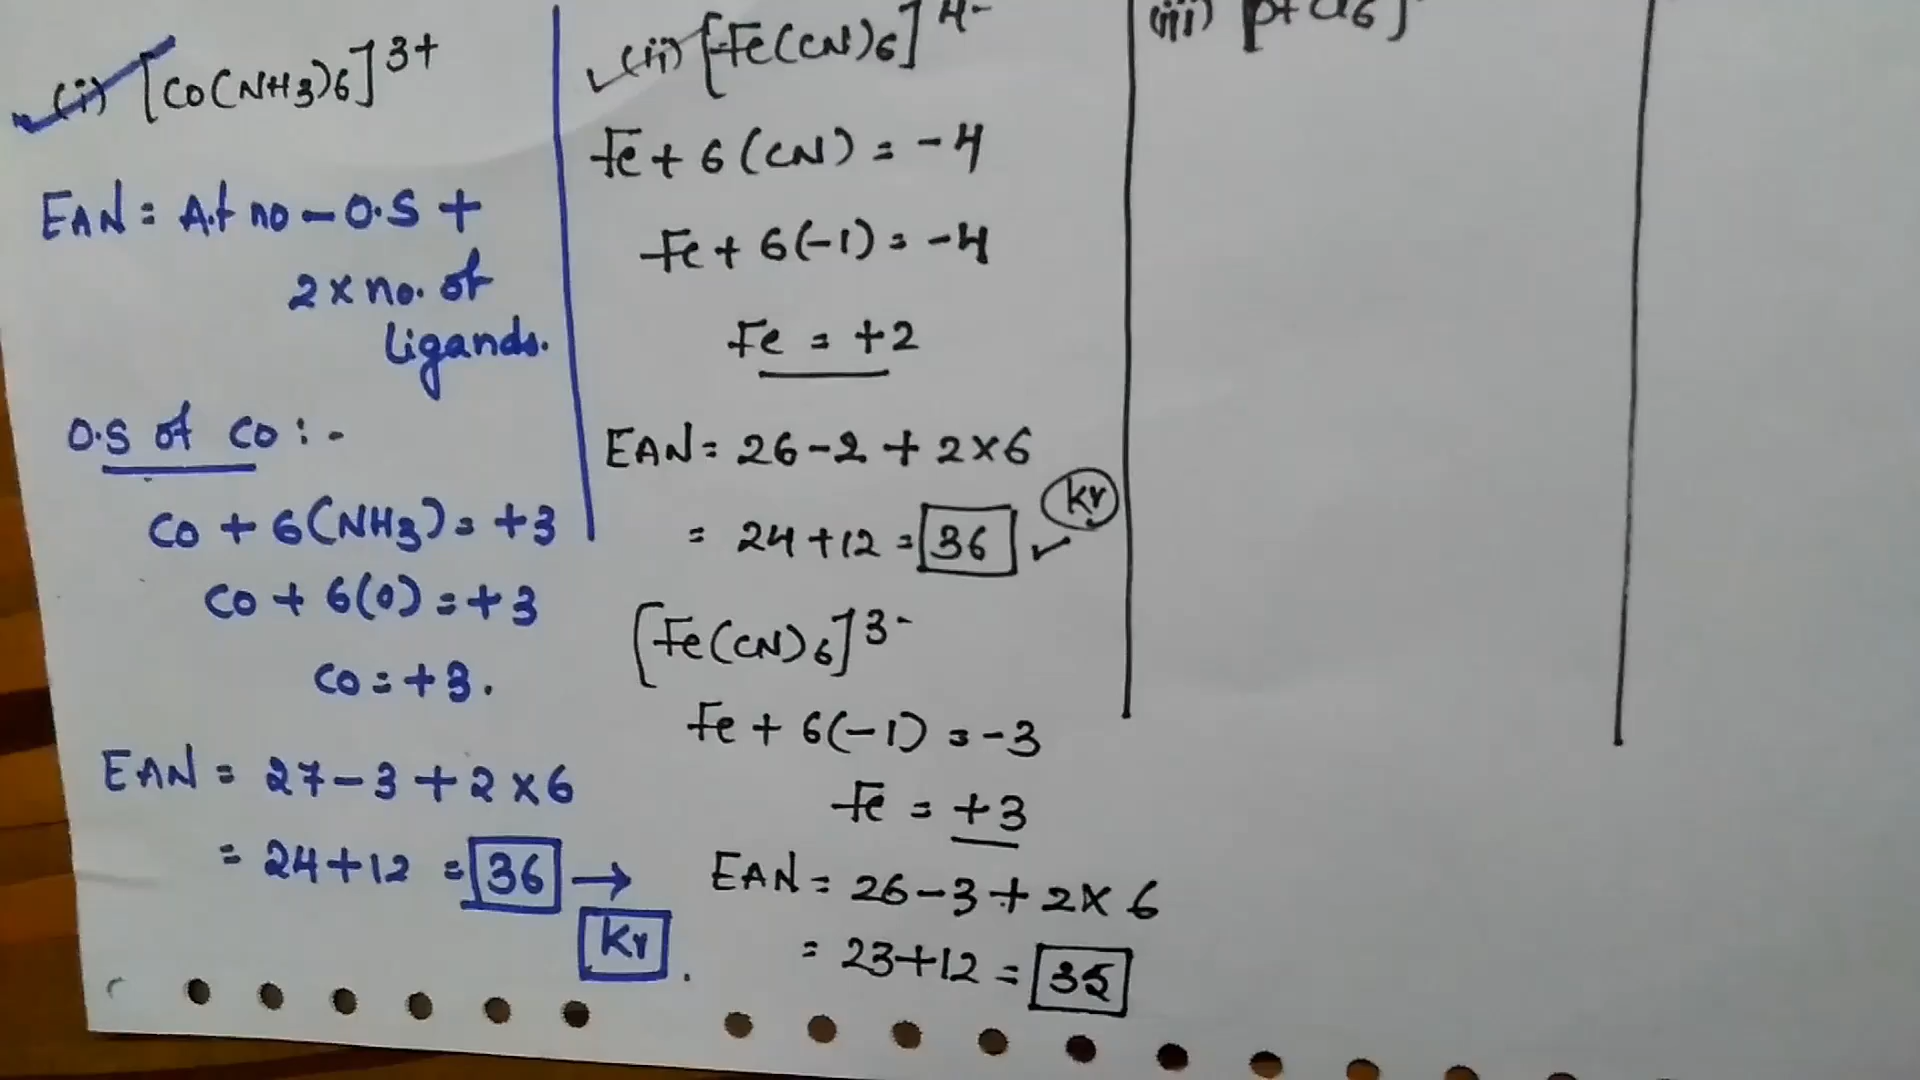 (i) [Co(NH3)6]3+
EAN = At no - O.S +
2 x no. of
ligands.
O.S of Co :-
Co + 6(NH3) = +3
Co + 6(0) = +3
Co = +3.
EAN = 27 - 3 + 2 x 6
= 24 + 12 = 36 →
Kr
(ii) [Fe(CN)6]4-
Fe + 6(CN) = -4
Fe + 6(-1) = -4
Fe = +2
EAN = 26 - 2 + 2 x 6
= 24 + 12 = 36
Kr
[Fe(CN)6]3-
Fe + 6(-1) = -3
Fe = +3
EAN = 26 - 3 + 2 x 6
= 23 + 12 = 35
(iii) [PtCl6]